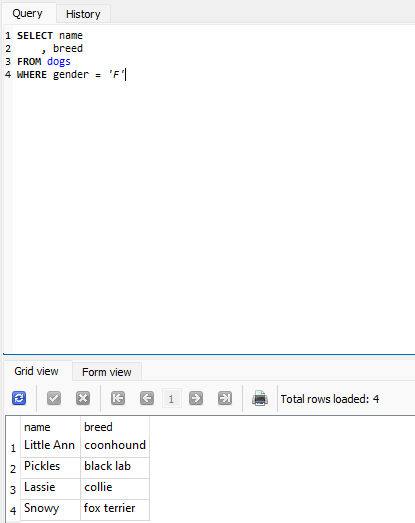 Query History
1 SELECT name
2 , breed
3 FROM dogs
4 WHERE gender = 'F'
Grid view Form view
1 Total rows loaded: 4
name breed
1 Little Ann coonhound
2 Pickles black lab
3 Lassie collie
4 Snowy fox terrier